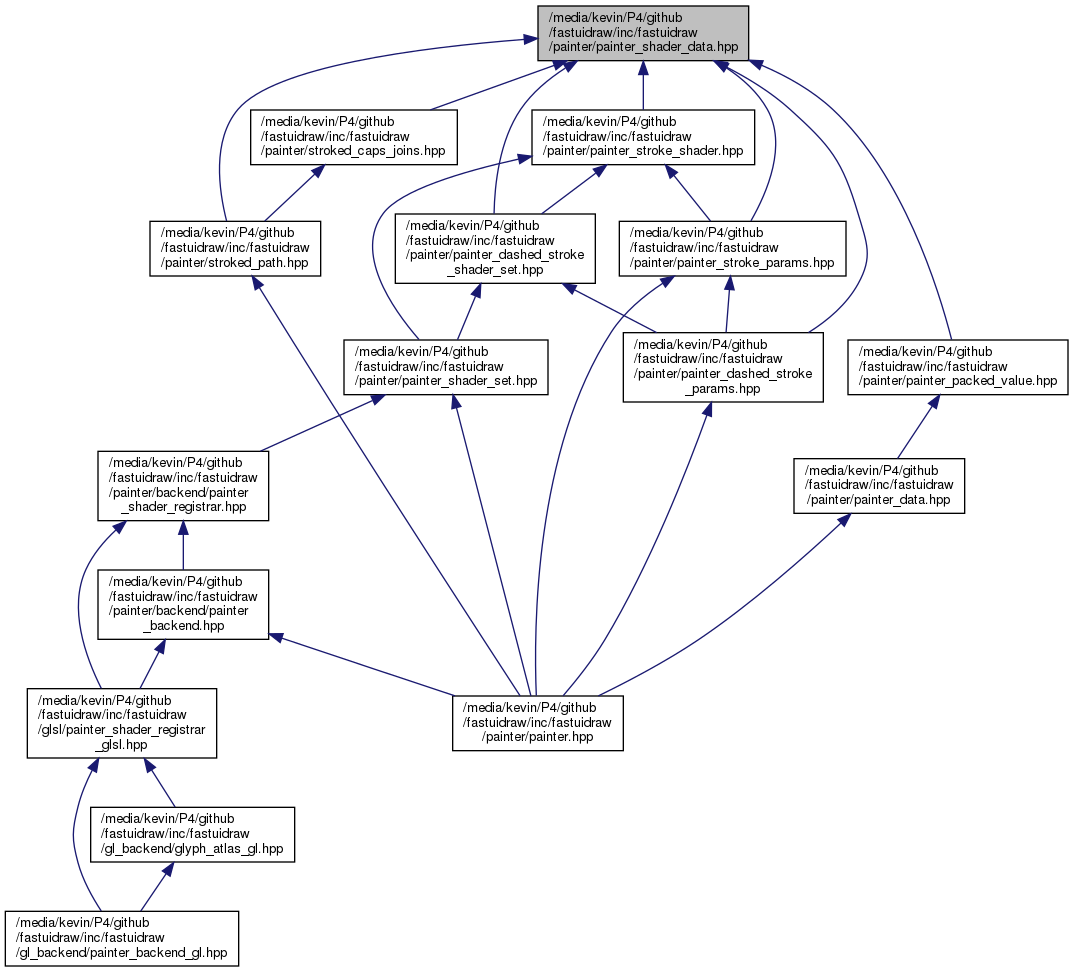 /media/kevin/P4/github
/fastuidraw/inc/fastuidraw
/painter/painter_shader_data.hpp
/media/kevin/P4/github
/fastuidraw/inc/fastuidraw
/painter/stroked_caps_joins.hpp
/media/kevin/P4/github
/fastuidraw/inc/fastuidraw
/painter/painter_stroke_shader.hpp
/media/kevin/P4/github
/fastuidraw/inc/fastuidraw
/painter/stroked_path.hpp
/media/kevin/P4/github
/fastuidraw/inc/fastuidraw
/painter/painter_dashed_stroke
_shader_set.hpp
/media/kevin/P4/github
/fastuidraw/inc/fastuidraw
/painter/painter_stroke_params.hpp
/media/kevin/P4/github
/fastuidraw/inc/fastuidraw
/painter/painter_shader_set.hpp
/media/kevin/P4/github
/fastuidraw/inc/fastuidraw
/painter/painter_dashed_stroke
_params.hpp
/media/kevin/P4/github
/fastuidraw/inc/fastuidraw
/painter/painter_packed_value.hpp
/media/kevin/P4/github
/fastuidraw/inc/fastuidraw
/painter/backend/painter
_shader_registrar.hpp
/media/kevin/P4/github
/fastuidraw/inc/fastuidraw
/painter/painter_data.hpp
/media/kevin/P4/github
/fastuidraw/inc/fastuidraw
/painter/backend/painter
_backend.hpp
/media/kevin/P4/github
/fastuidraw/inc/fastuidraw
/glsl/painter_shader_registrar
_glsl.hpp
/media/kevin/P4/github
/fastuidraw/inc/fastuidraw
/painter/painter.hpp
/media/kevin/P4/github
/fastuidraw/inc/fastuidraw
/gl_backend/glyph_atlas_gl.hpp
/media/kevin/P4/github
/fastuidraw/inc/fastuidraw
/gl_backend/painter_backend_gl.hpp